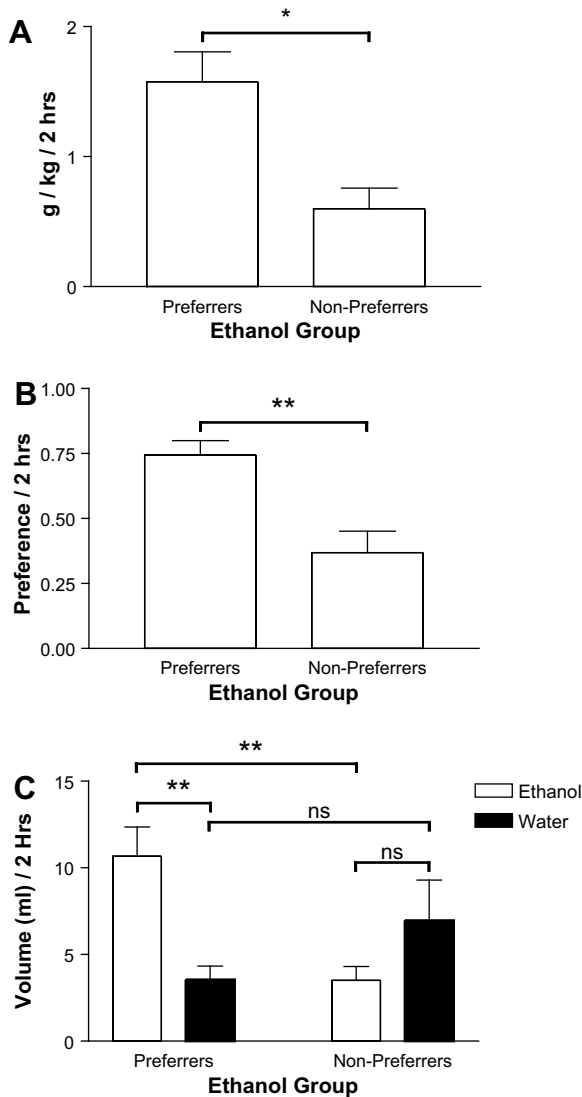 A
*
2
1
0
g / kg / 2 hrs
Preferrers Non-Preferrers
Ethanol Group
B
**
1.00
0.75
0.50
0.25
0.00
Preference / 2 hrs
Preferrers Non-Preferrers
Ethanol Group
C
**
**
ns
ns
15
10
5
0
Volume (ml) / 2 Hrs
Ethanol
Water
Preferrers Non-Preferrers
Ethanol Group